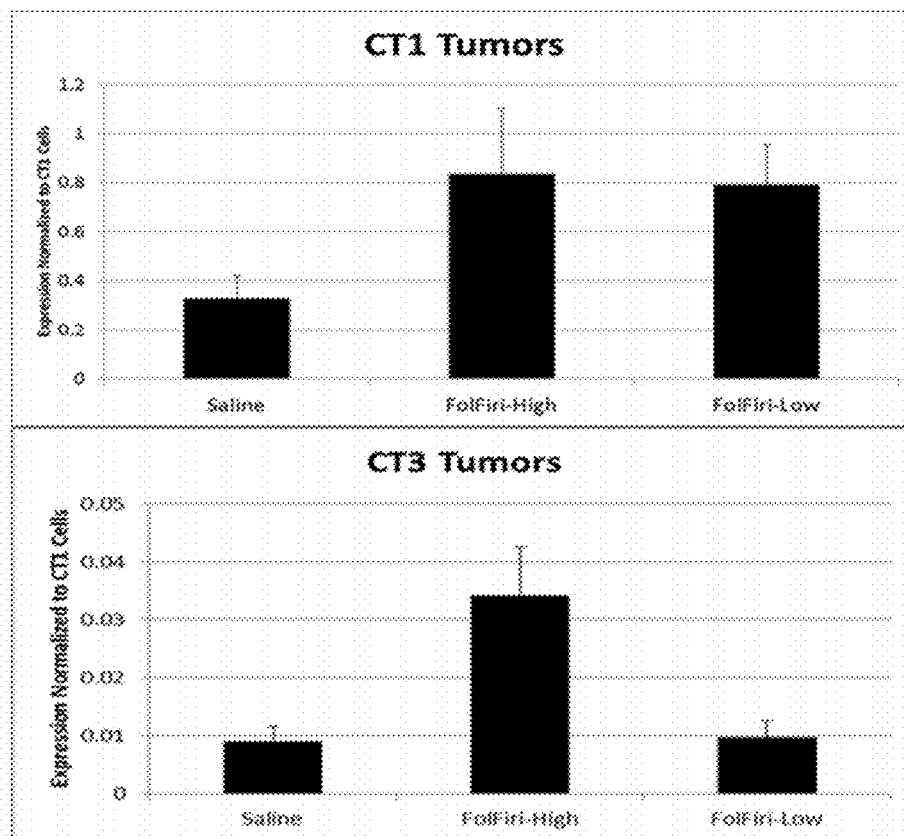 CT1 Tumors
Expression Normalized to CT1 Cells
1.2
1
0.8
0.6
0.4
0.2
0
Saline
FolFiri-High
FolFiri-Low
CT3 Tumors
Expression Normalized to CT1 Cells
0.05
0.04
0.03
0.02
0.01
0
Saline
FolFiri-High
FolFiri-Low